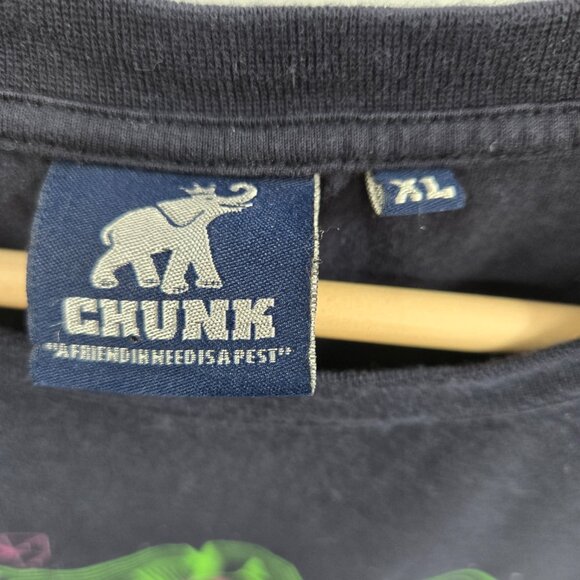 CHUNK
"A FRIEND IN NEED IS A PEST"
XL